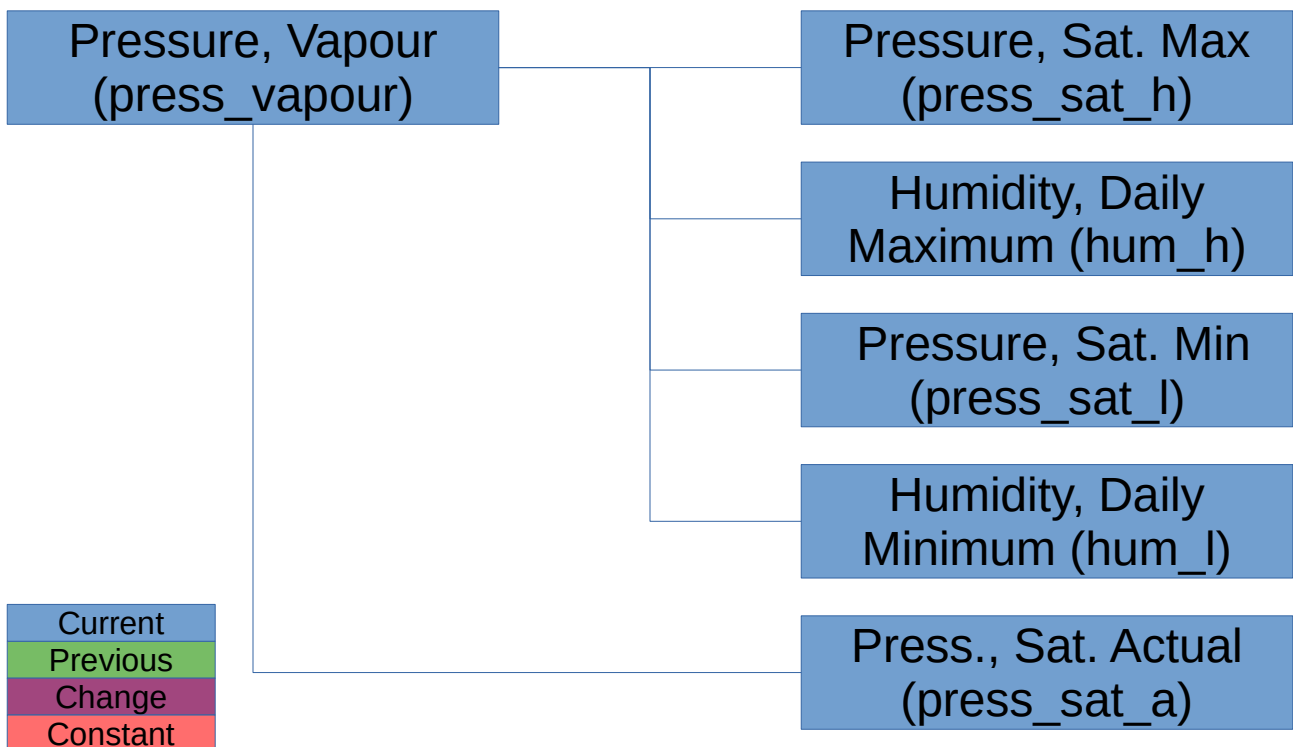 Pressure, Vapour
(press_vapour)
Pressure, Sat. Max
(press_sat_h)
Humidity, Daily
Maximum (hum_h)
Pressure, Sat. Min
(press_sat_l)
Humidity, Daily
Minimum (hum_l)
Press., Sat. Actual
(press_sat_a)
Current
Previous
Change
Constant